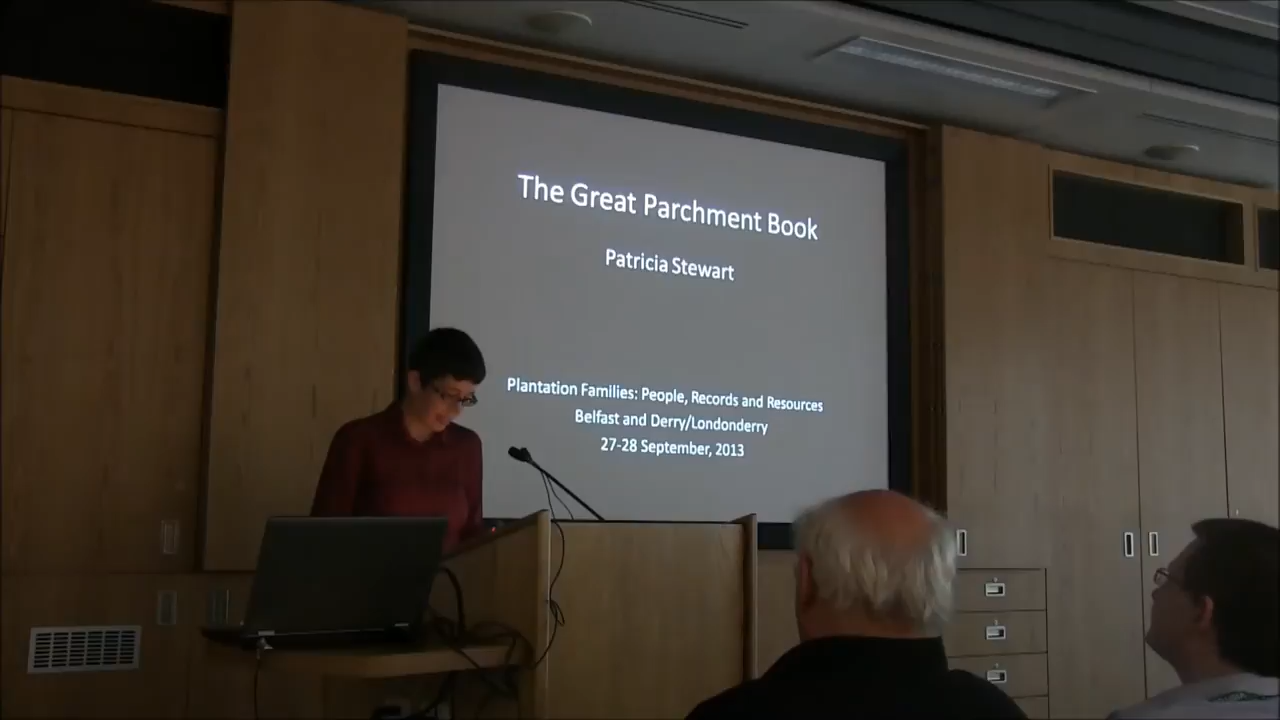 The Great Parchment Book
Patricia Stewart
Plantation Families: People, Records and Resources
Belfast and Derry/Londonderry
27-28 September, 2013